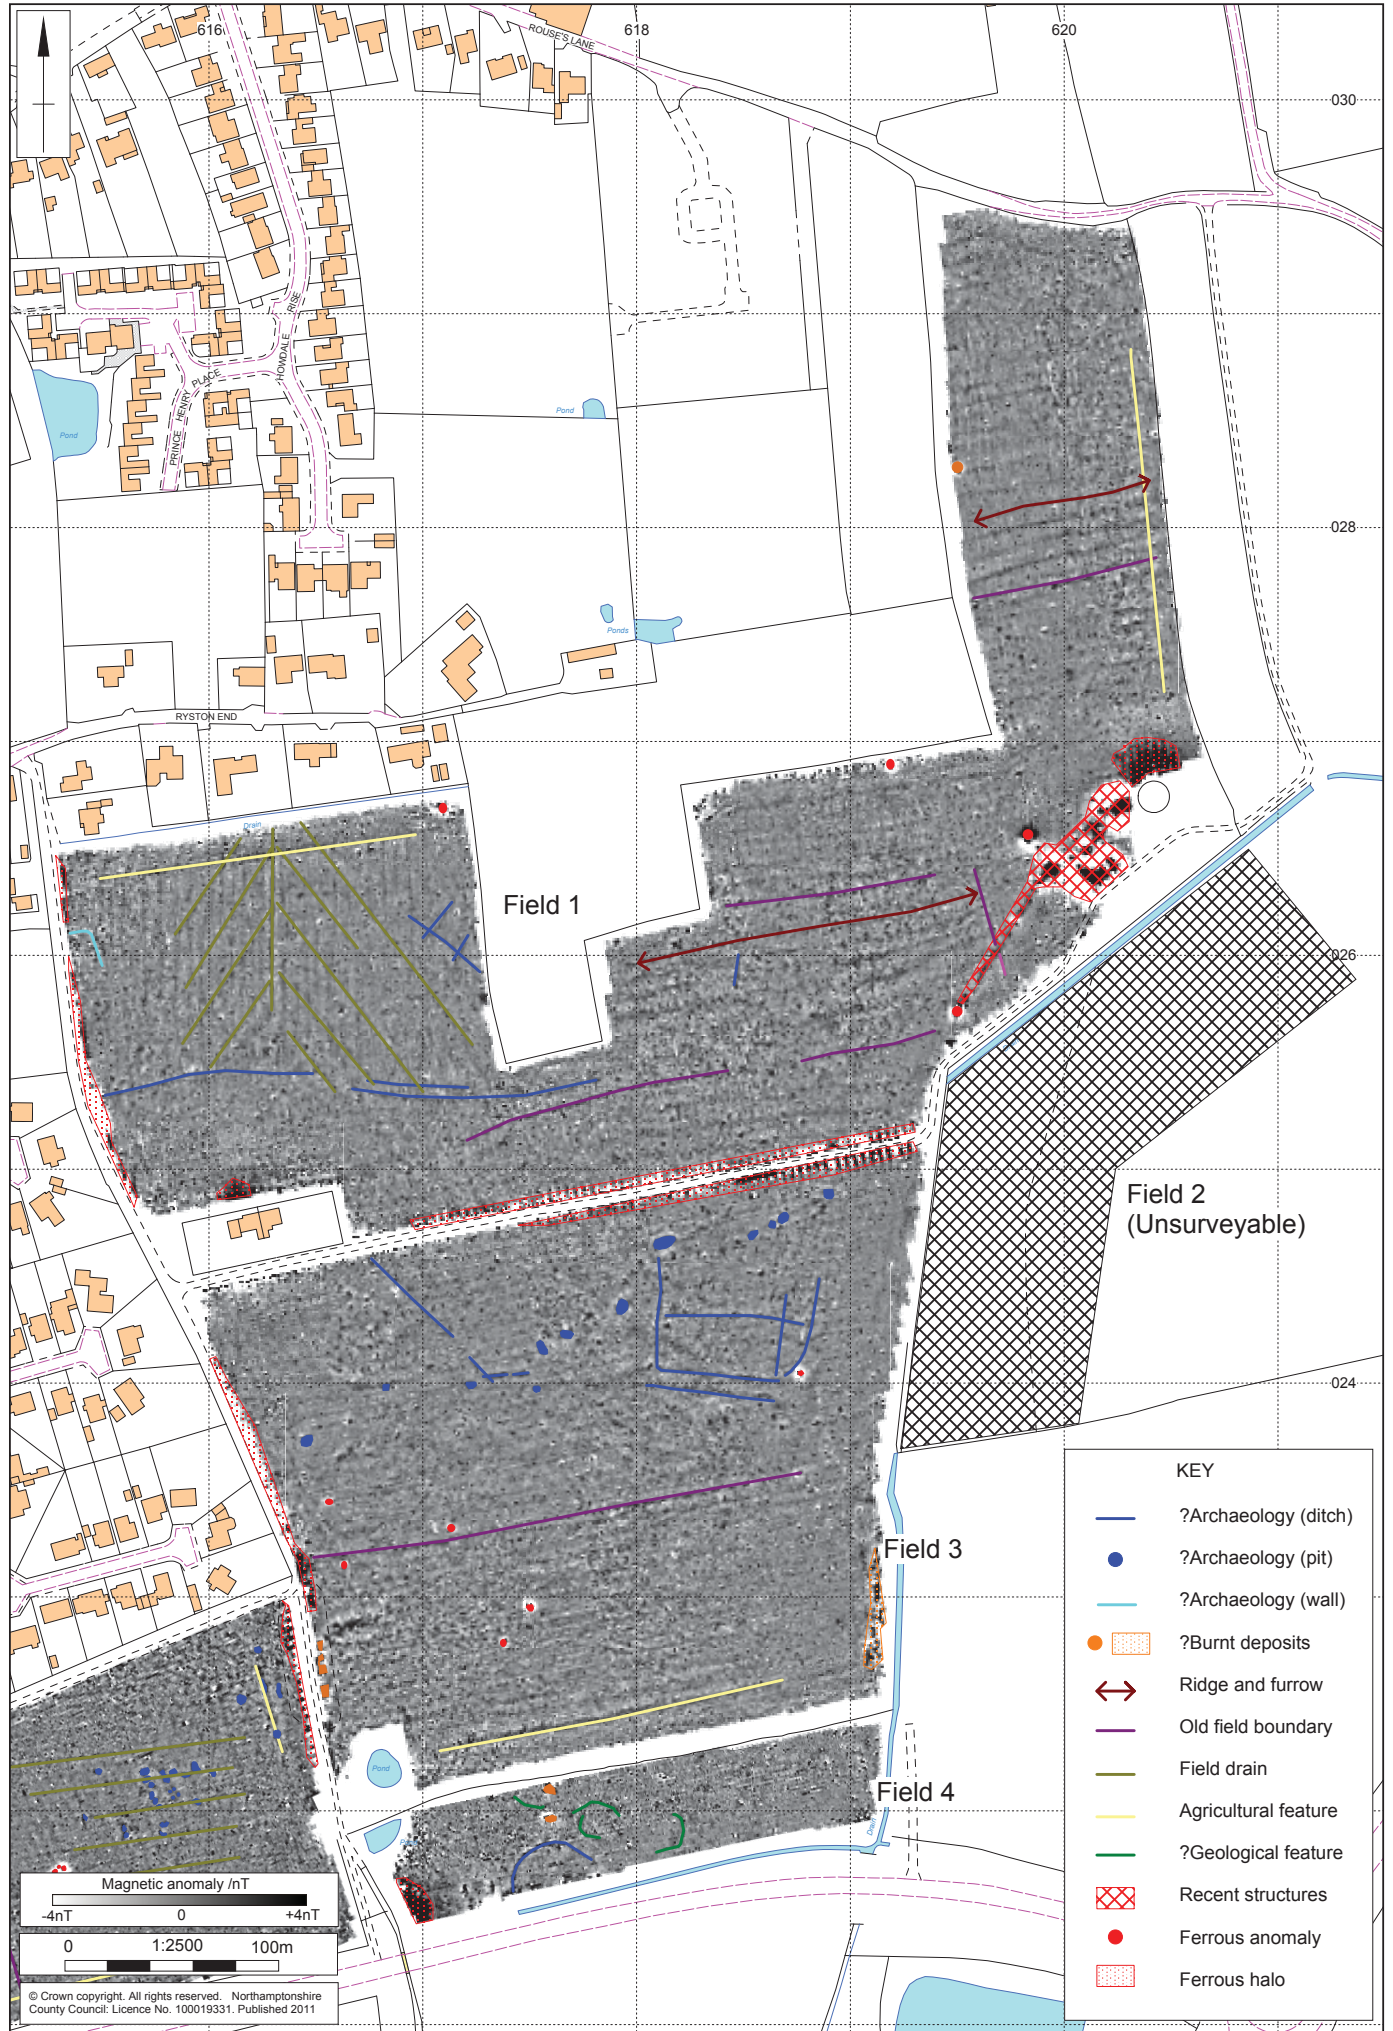 616
618
620
ROUSE'S LANE
030
HOWDALE RISE
PRINCE HENRY PLACE
Pond
Pond
028
Ponds
RYSTON END
Drain
Field 1
026
Field 2
(Unsurveyable)
024
Field 3
Pond
Field 4
Drain
KEY
?Archaeology (ditch)
?Archaeology (pit)
?Archaeology (wall)
?Burnt deposits
Ridge and furrow
Old field boundary
Field drain
Agricultural feature
?Geological feature
Recent structures
Ferrous anomaly
Ferrous halo
Magnetic anomaly /nT
-4nT 0 +4nT
0 1:2500 100m
© Crown copyright. All rights reserved. Northamptonshire
County Council: Licence No. 100019331. Published 2011